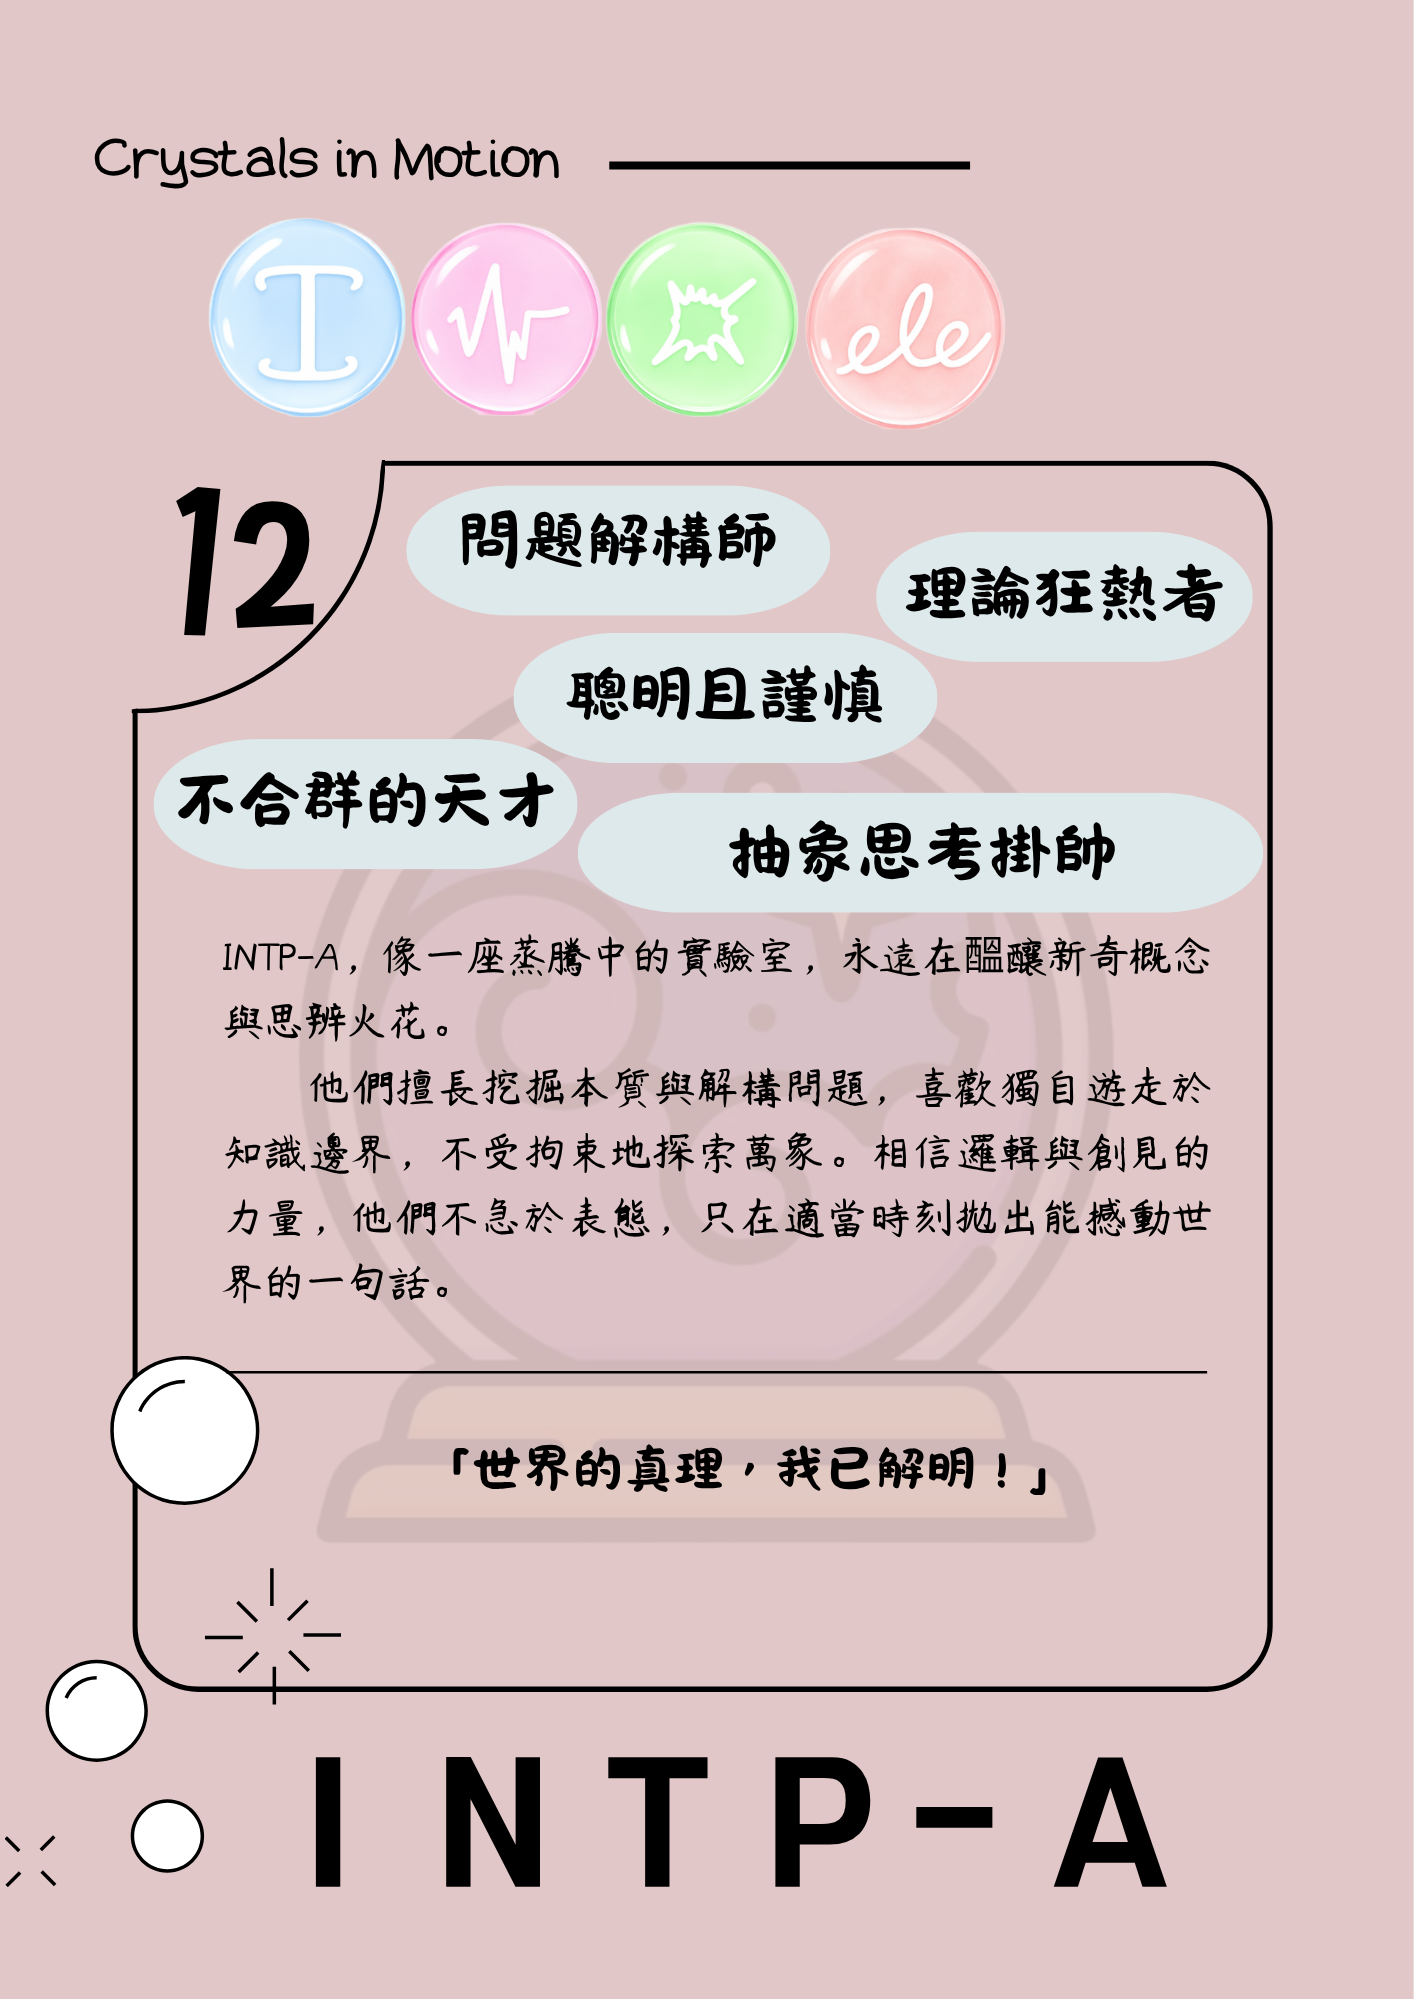 Crystals in Motion
I
ele
12
問題解構師
理論狂熱者
聰明且謹慎
不合群的天才
抽象思考掛帥
INTP-A，像一座蒸騰中的實驗室，永遠在醞釀新奇概念
與思辨火花。
他們擅長挖掘本質與解構問題，喜歡獨自遊走於
知識邊界，不受拘束地探索萬象。相信邏輯與創見的
力量，他們不急於表態，只在適當時刻拋出能撼動世
界的一句話。
「世界的真理，我已解明！」
INTP-A